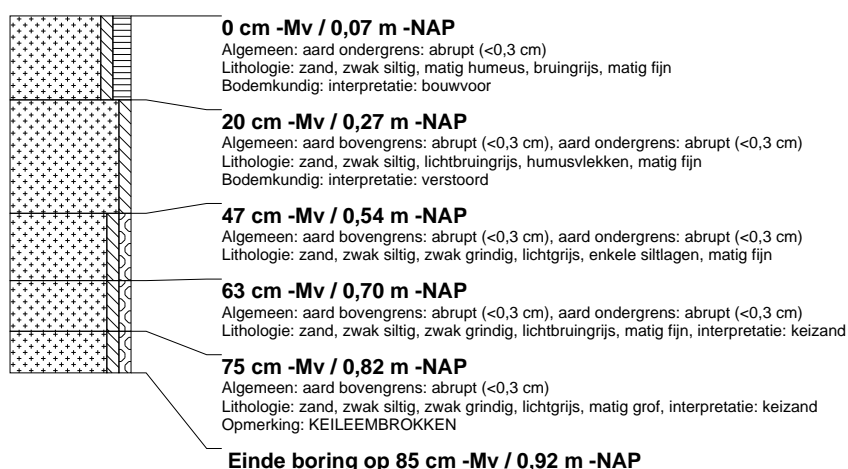 0 cm -Mv / 0,07 m -NAP
Algemeen: aard ondergrens: abrupt (<0,3 cm)
Lithologie: zand, zwak siltig, matig humeus, bruingrijs, matig fijn
Bodemkundig: interpretatie: bouwvoor
20 cm -Mv / 0,27 m -NAP
Algemeen: aard bovengrens: abrupt (<0,3 cm), aard ondergrens: abrupt (<0,3 cm)
Lithologie: zand, zwak siltig, lichtbruingrijs, humusvlekken, matig fijn
Bodemkundig: interpretatie: verstoord
47 cm -Mv / 0,54 m -NAP
Algemeen: aard bovengrens: abrupt (<0,3 cm), aard ondergrens: abrupt (<0,3 cm)
Lithologie: zand, zwak siltig, zwak grindig, lichtgrijs, enkele siltlagen, matig fijn
63 cm -Mv / 0,70 m -NAP
Algemeen: aard bovengrens: abrupt (<0,3 cm), aard ondergrens: abrupt (<0,3 cm)
Lithologie: zand, zwak siltig, zwak grindig, lichtbruingrijs, matig fijn, interpretatie: keizand
75 cm -Mv / 0,82 m -NAP
Algemeen: aard bovengrens: abrupt (<0,3 cm)
Lithologie: zand, zwak siltig, zwak grindig, lichtgrijs, matig grof, interpretatie: keizand
Opmerking: KEILEEMBROKKEN
Einde boring op 85 cm -Mv / 0,92 m -NAP